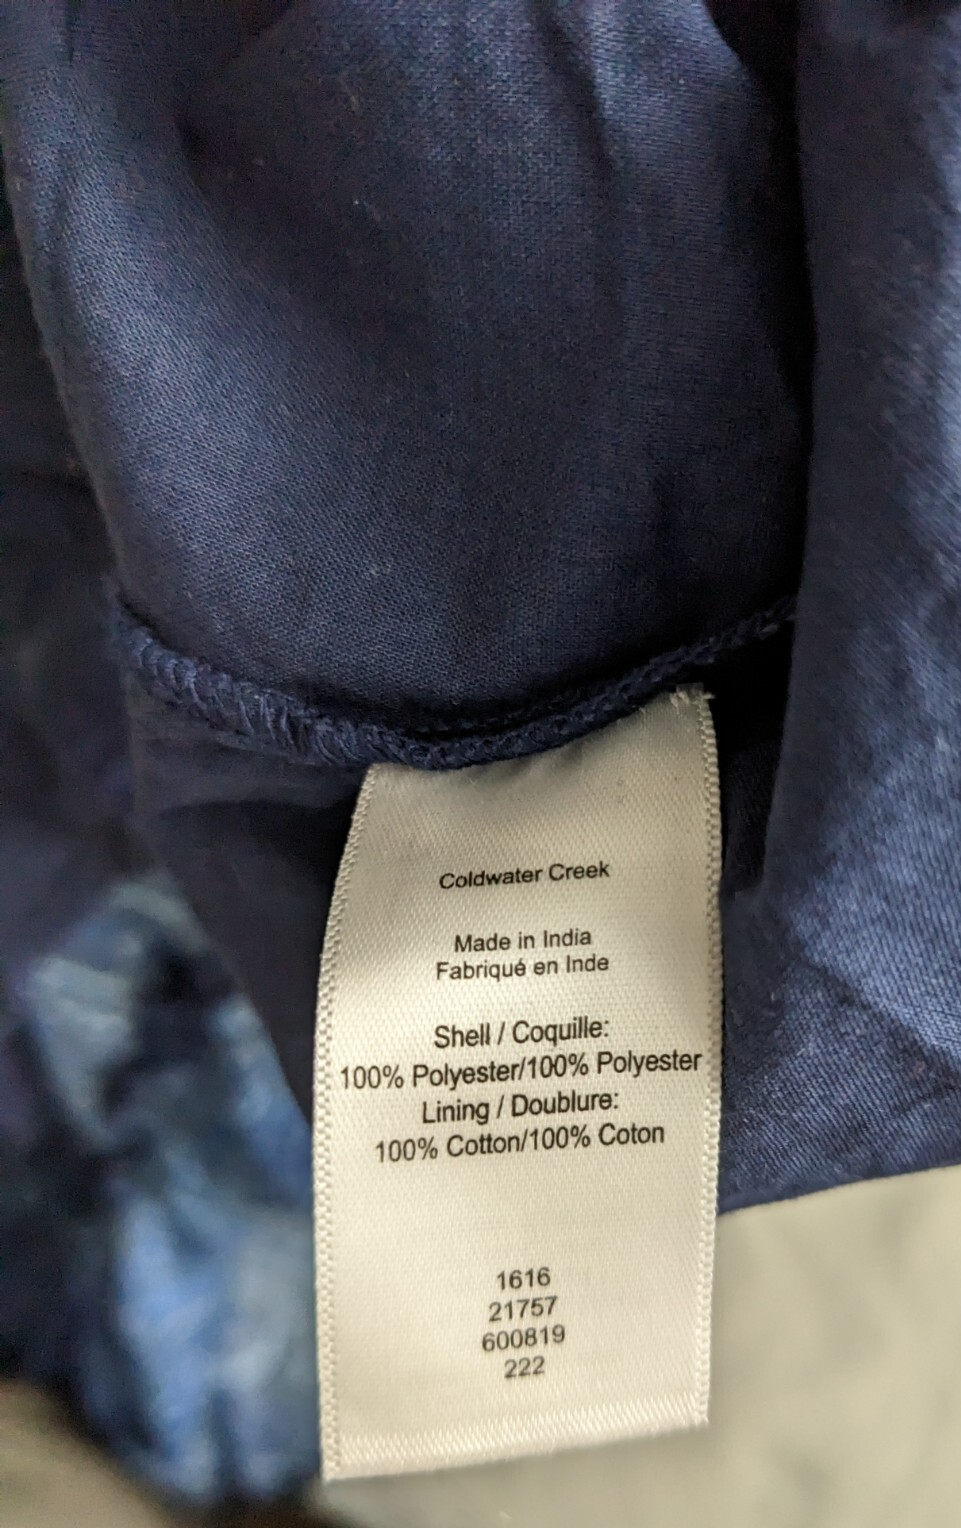 Coldwater Creek
Made in India
Fabriqué en Inde
Shell / Coquille:
100% Polyester/100% Polyester
Lining / Doublure:
100% Cotton/100% Coton
1616
21757
600819
222